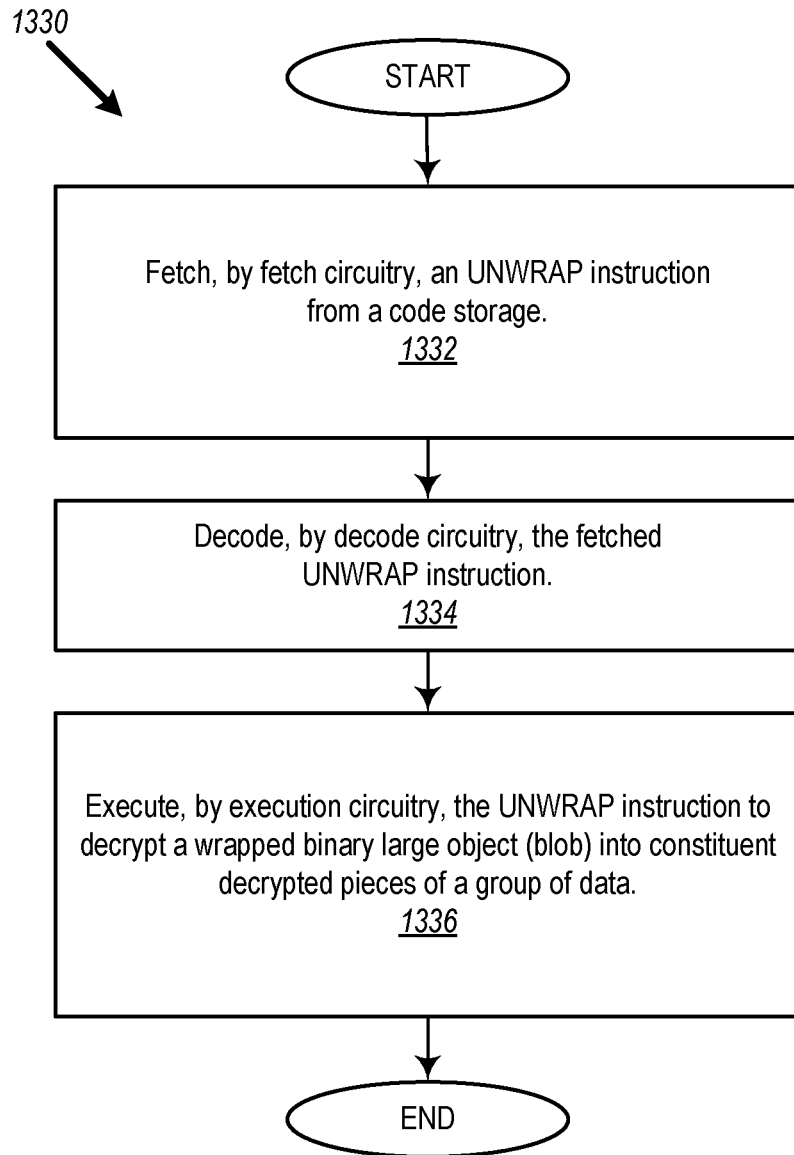 1330
START
Fetch, by fetch circuitry, an UNWRAP instruction
from a code storage.
1332
Decode, by decode circuitry, the fetched
UNWRAP instruction.
1334
Execute, by execution circuitry, the UNWRAP instruction to
decrypt a wrapped binary large object (blob) into constituent
decrypted pieces of a group of data.
1336
END